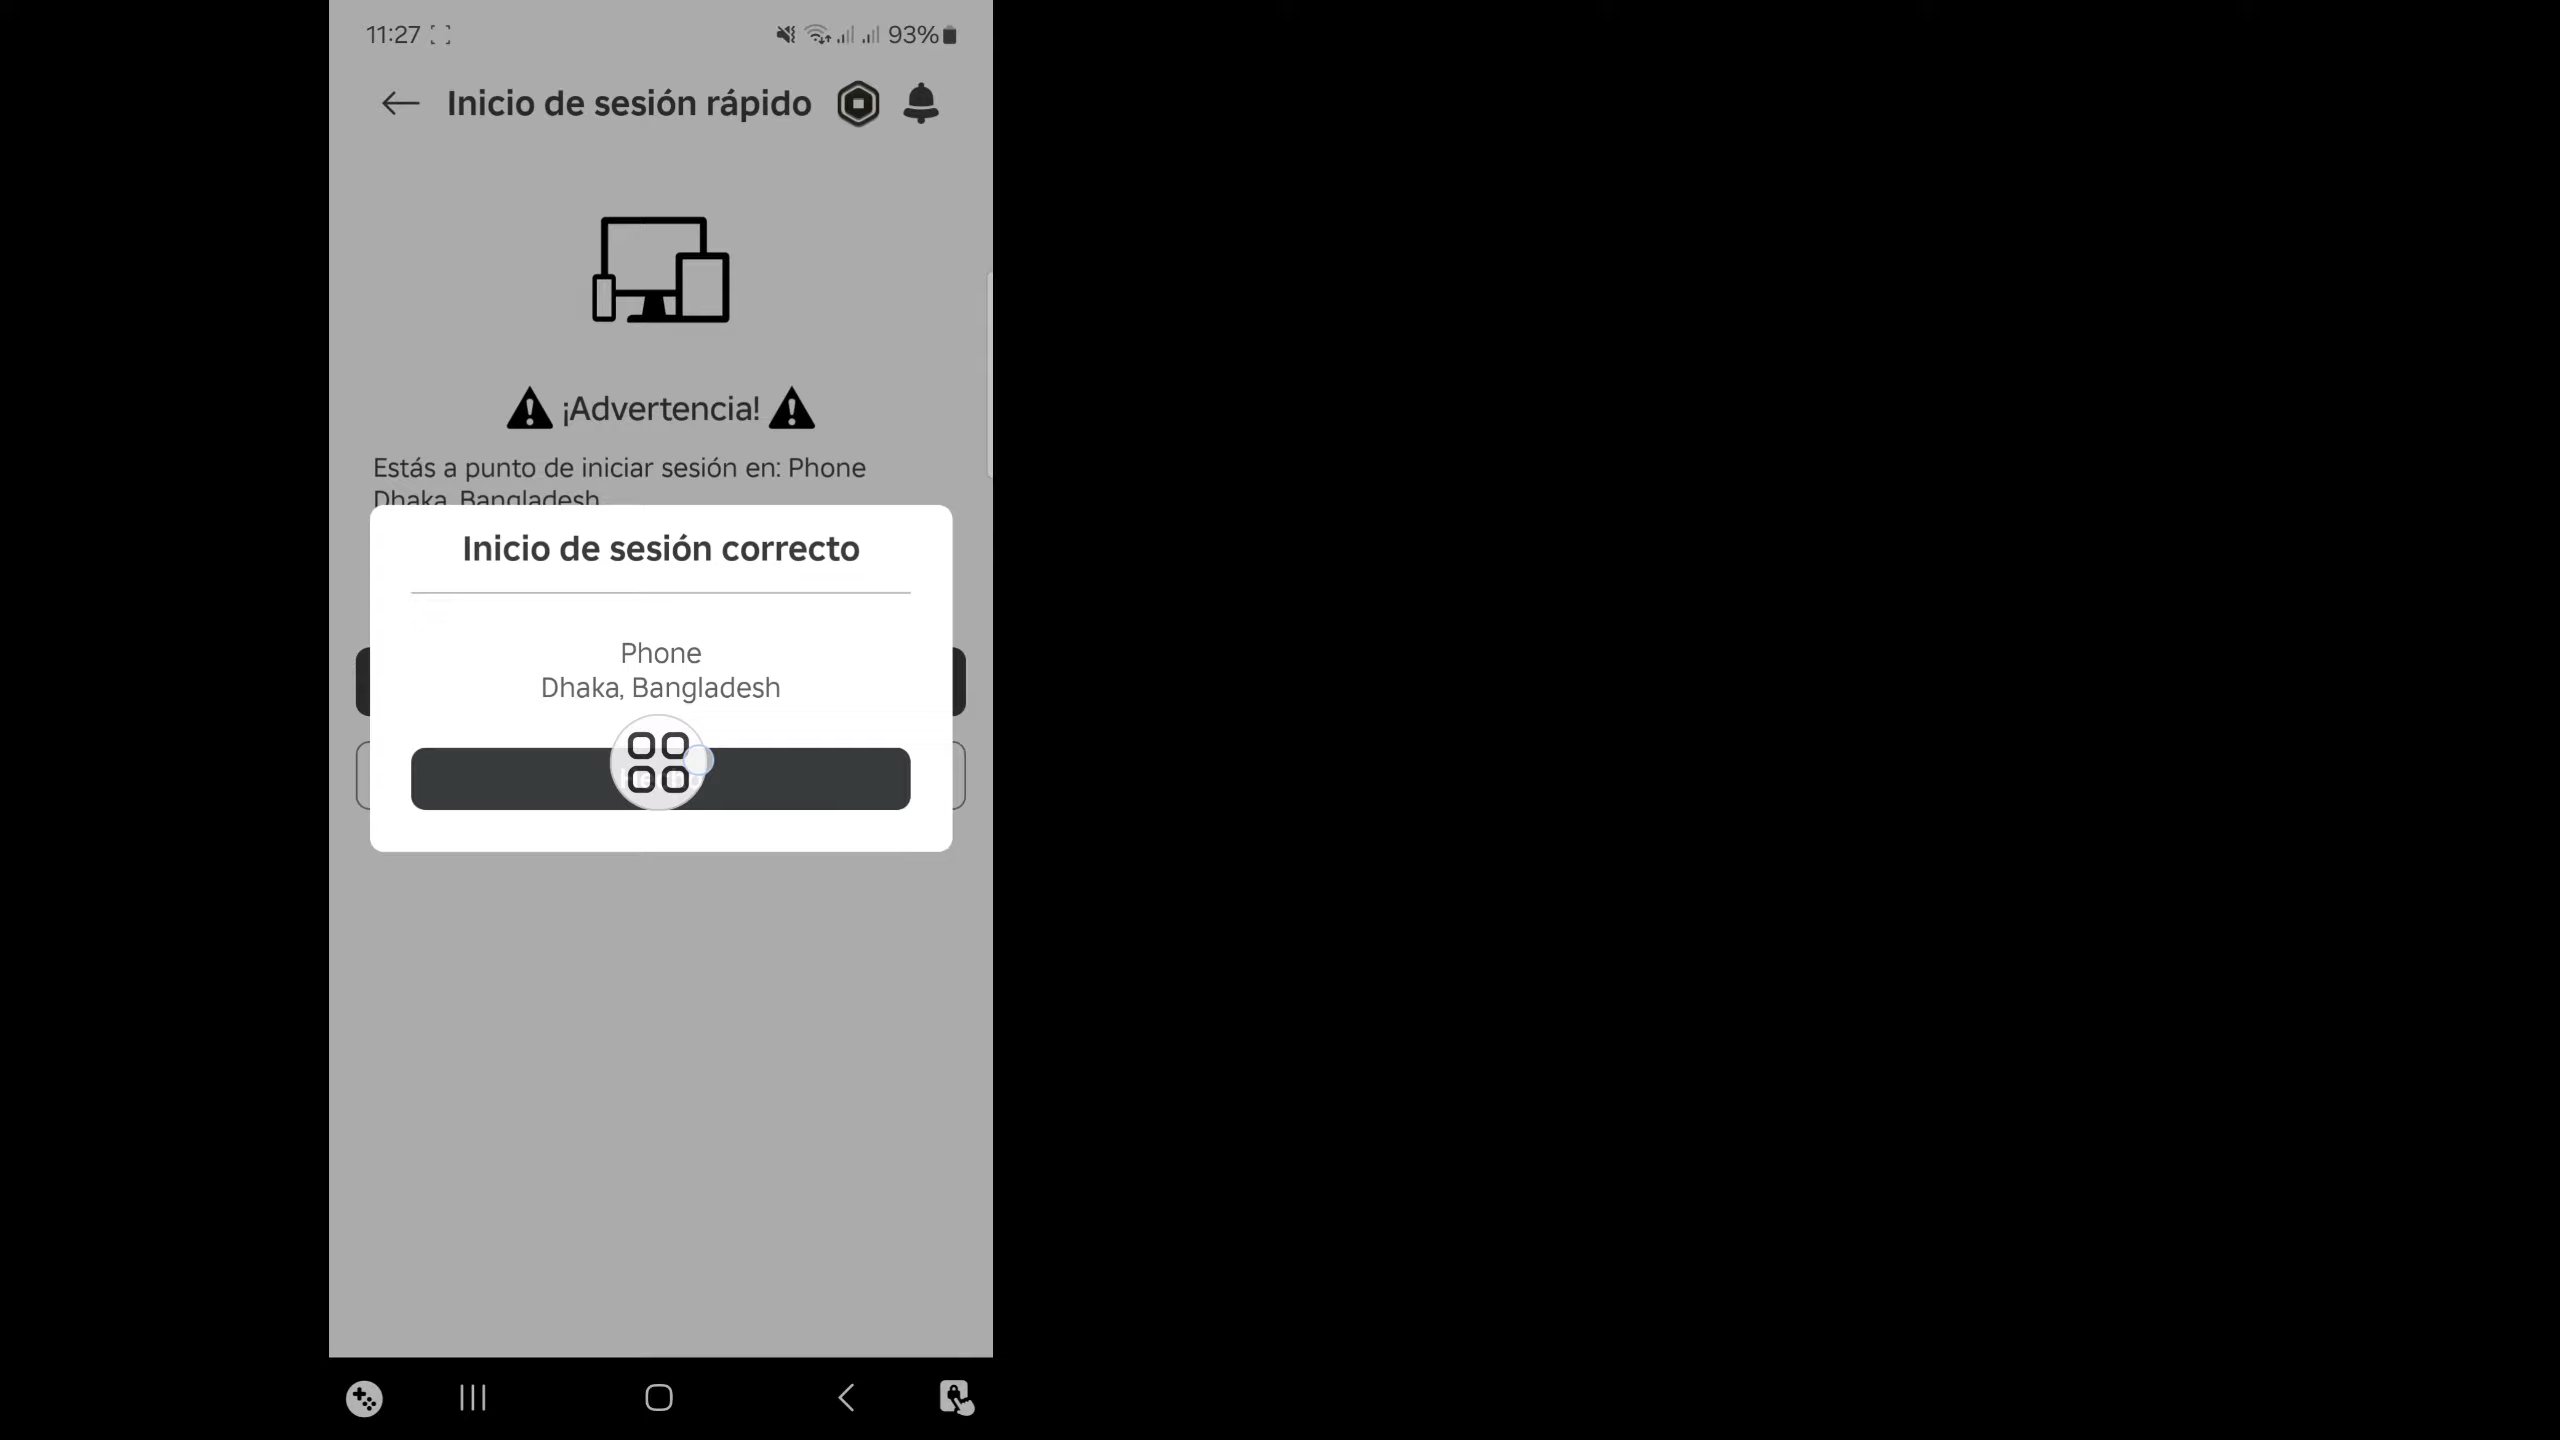 11:27
93%
Inicio de sesión rápido
¡Advertencia!
Estás a punto de iniciar sesión en: Phone
Dhaka, Bangladesh
Inicio de sesión correcto
Phone
Dhaka, Bangladesh